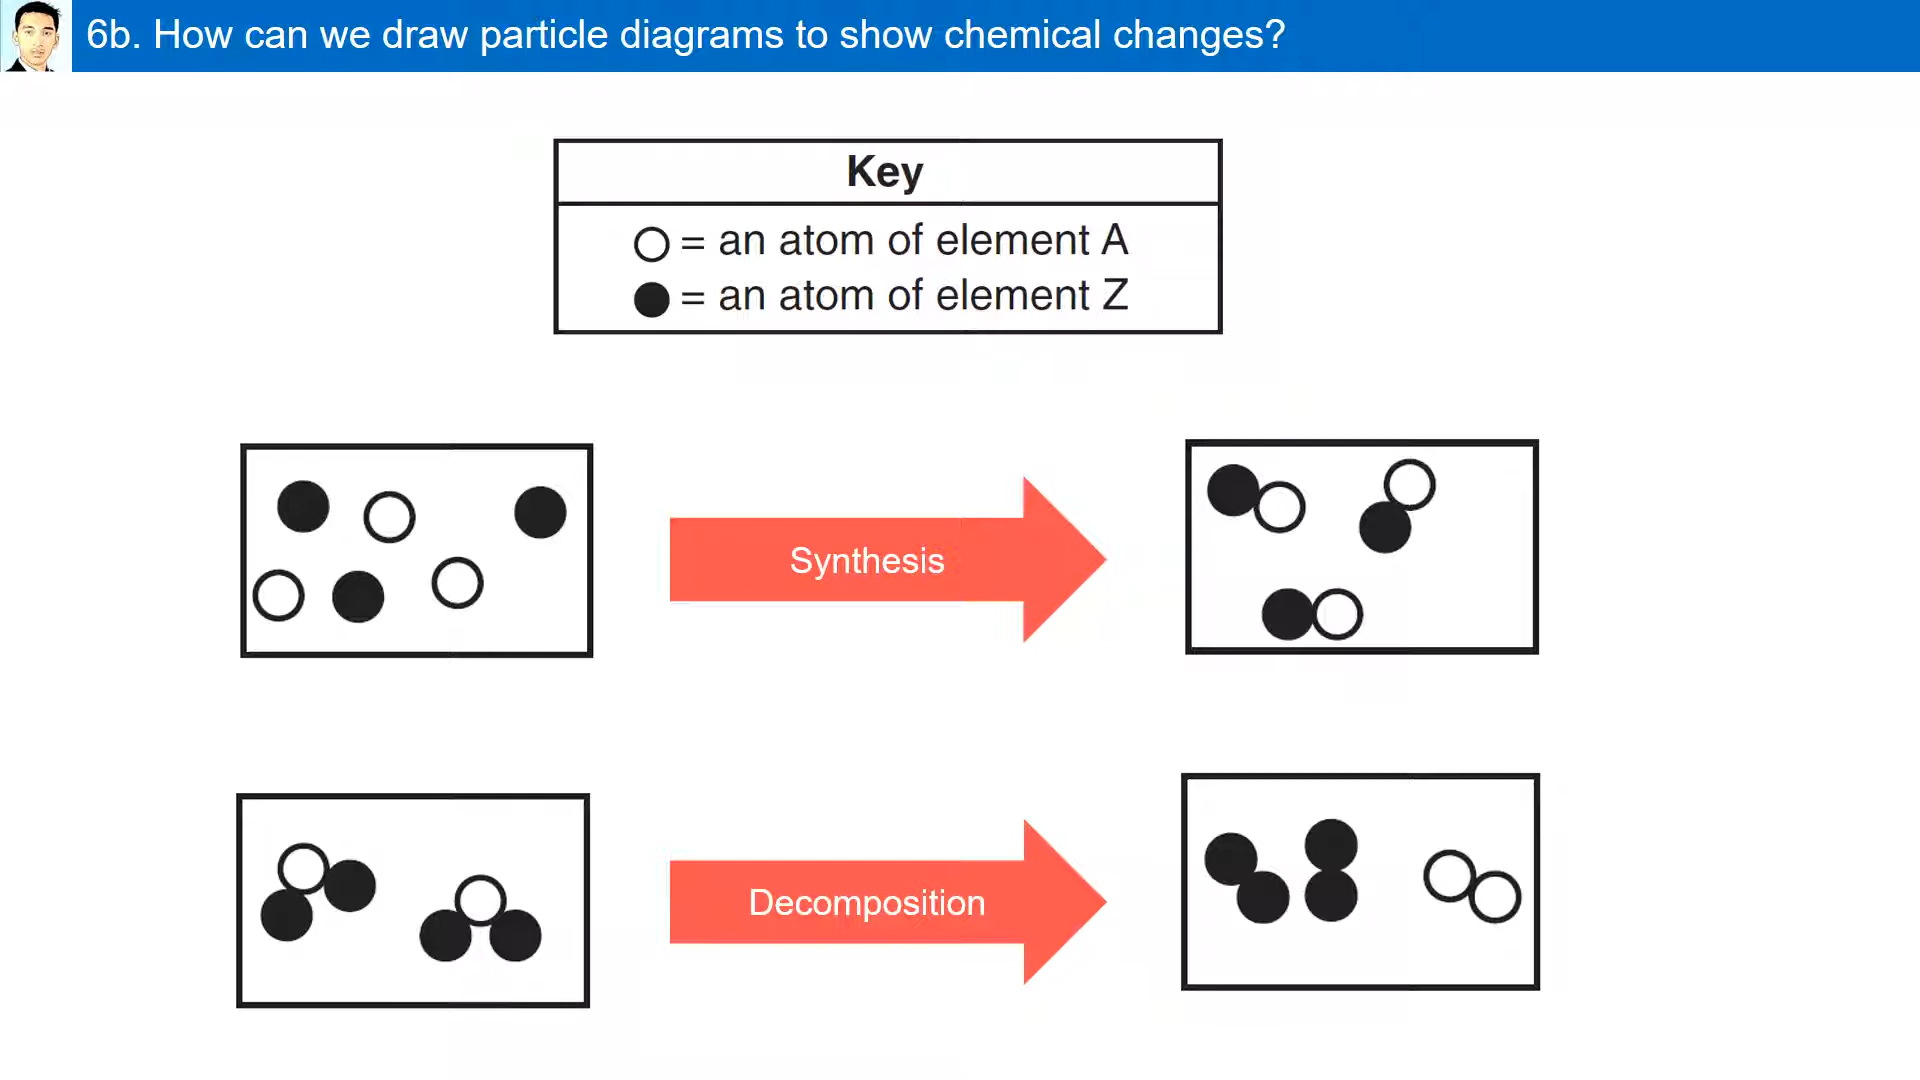 6b. How can we draw particle diagrams to show chemical changes?
Key
= an atom of element A
= an atom of element Z
Synthesis
Decomposition